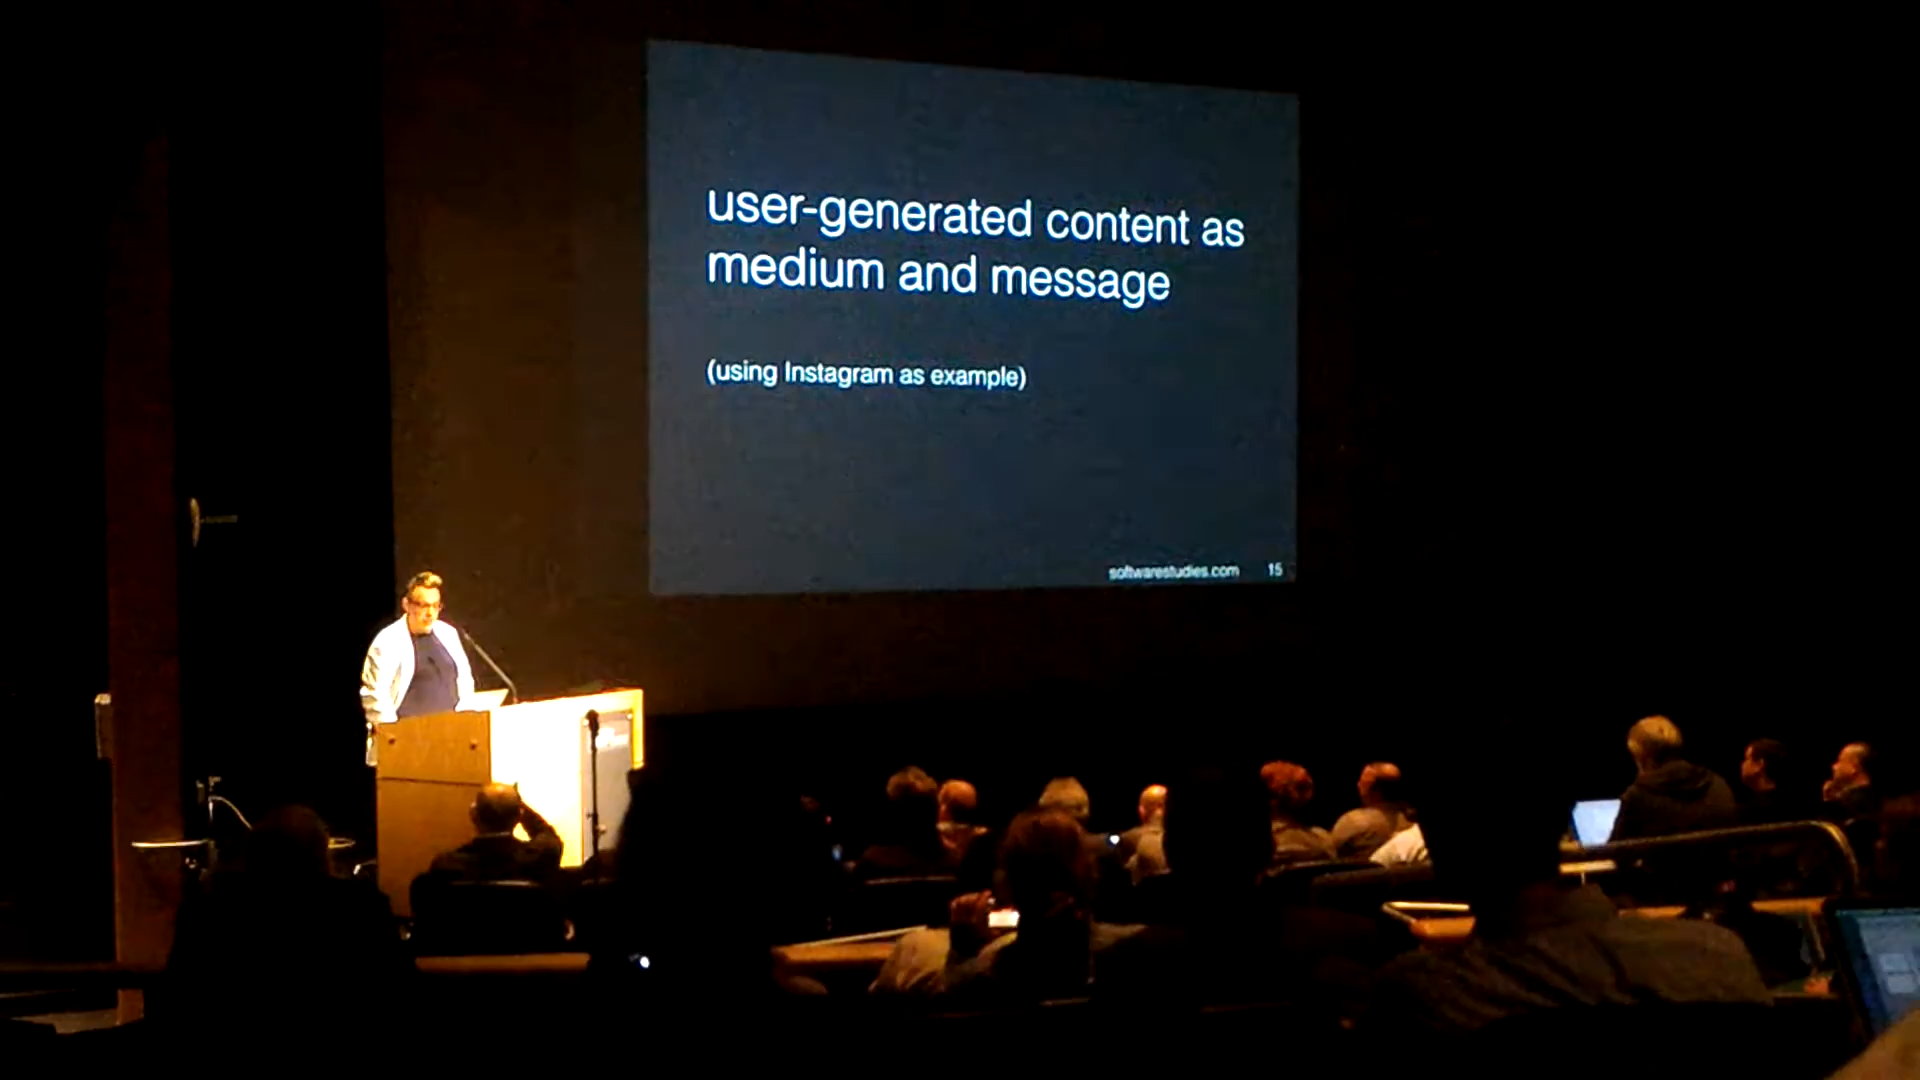 user-generated content as
medium and message
(using Instagram as example)
softwarestudies.com 15